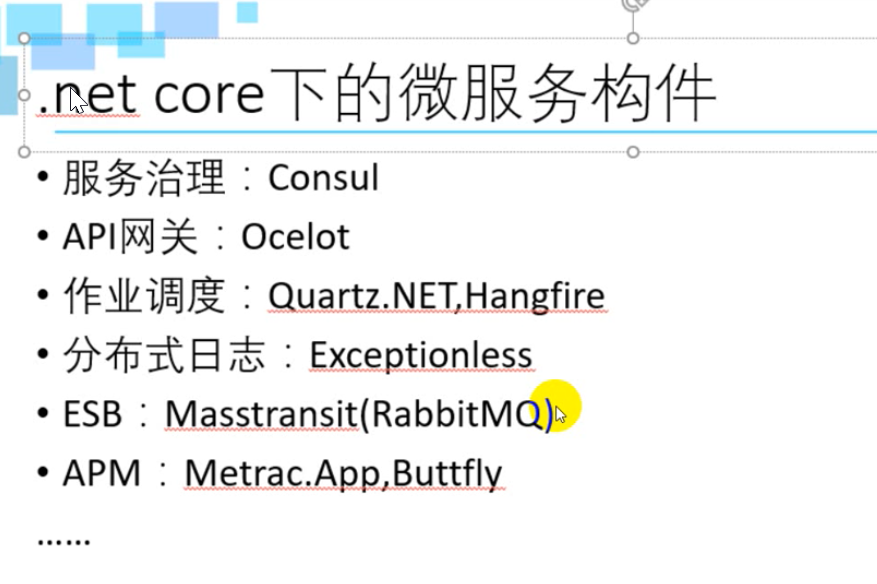 .net core下的微服务构件
• 服务治理：Consul
• API网关：Ocelot
• 作业调度：Quartz.NET,Hangfire
• 分布式日志：Exceptionless
• ESB：Masstransit(RabbitMQ)
• APM：Metrac.App,Buttfly
……